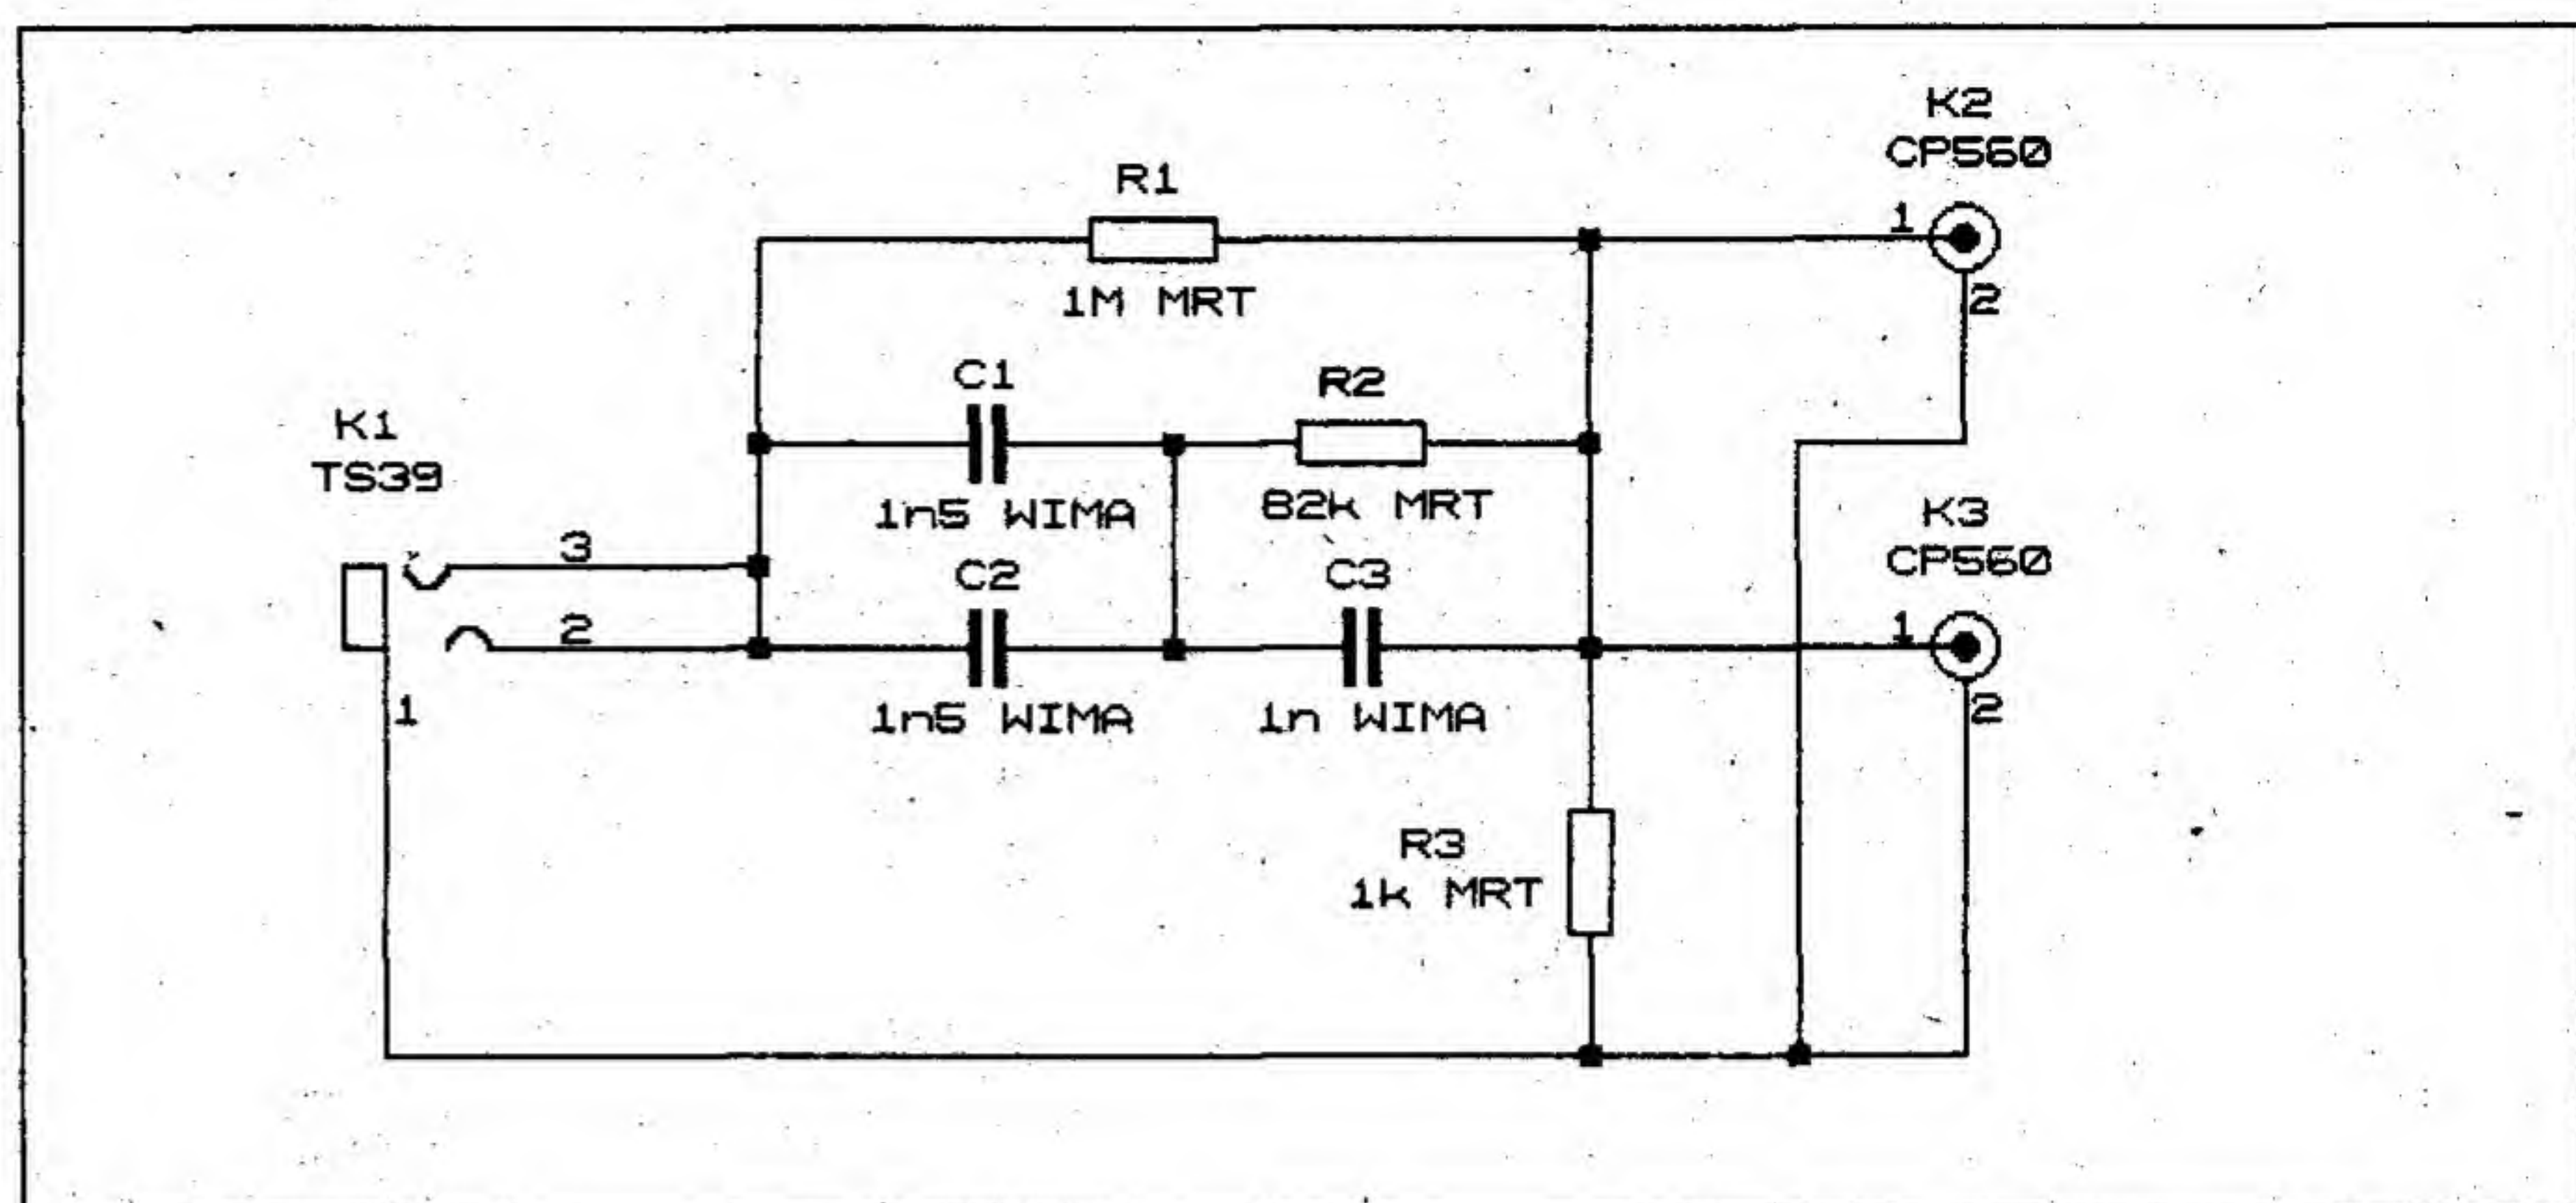 K2
CP560
1
2
R1
1M MRT
C1
1n5 WIMA
R2
82k MRT
K1
TS39
3
2
1
C2
1n5 WIMA
C3
1n WIMA
K3
CP560
1
2
R3
1k MRT